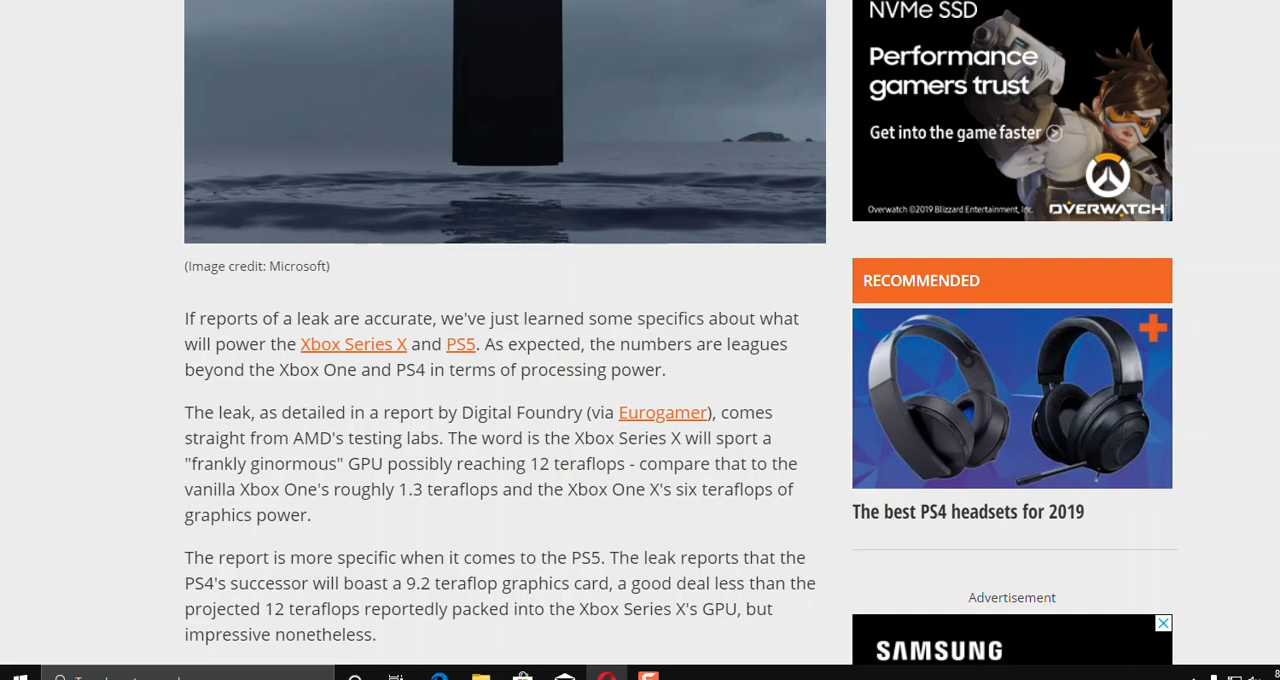 NVMe SSD
Performance
gamers trust
Get into the game faster
Overwatch ©2019 Blizzard Entertainment, Inc.
OVERWATCH
(Image credit: Microsoft)
If reports of a leak are accurate, we've just learned some specifics about what
will power the Xbox Series X and PS5. As expected, the numbers are leagues
beyond the Xbox One and PS4 in terms of processing power.
The leak, as detailed in a report by Digital Foundry (via Eurogamer), comes
straight from AMD's testing labs. The word is the Xbox Series X will sport a
"frankly ginormous" GPU possibly reaching 12 teraflops - compare that to the
vanilla Xbox One's roughly 1.3 teraflops and the Xbox One X's six teraflops of
graphics power.
The report is more specific when it comes to the PS5. The leak reports that the
PS4's successor will boast a 9.2 teraflop graphics card, a good deal less than the
projected 12 teraflops reportedly packed into the Xbox Series X's GPU, but
impressive nonetheless.
RECOMMENDED
The best PS4 headsets for 2019
Advertisement
SAMSUNG